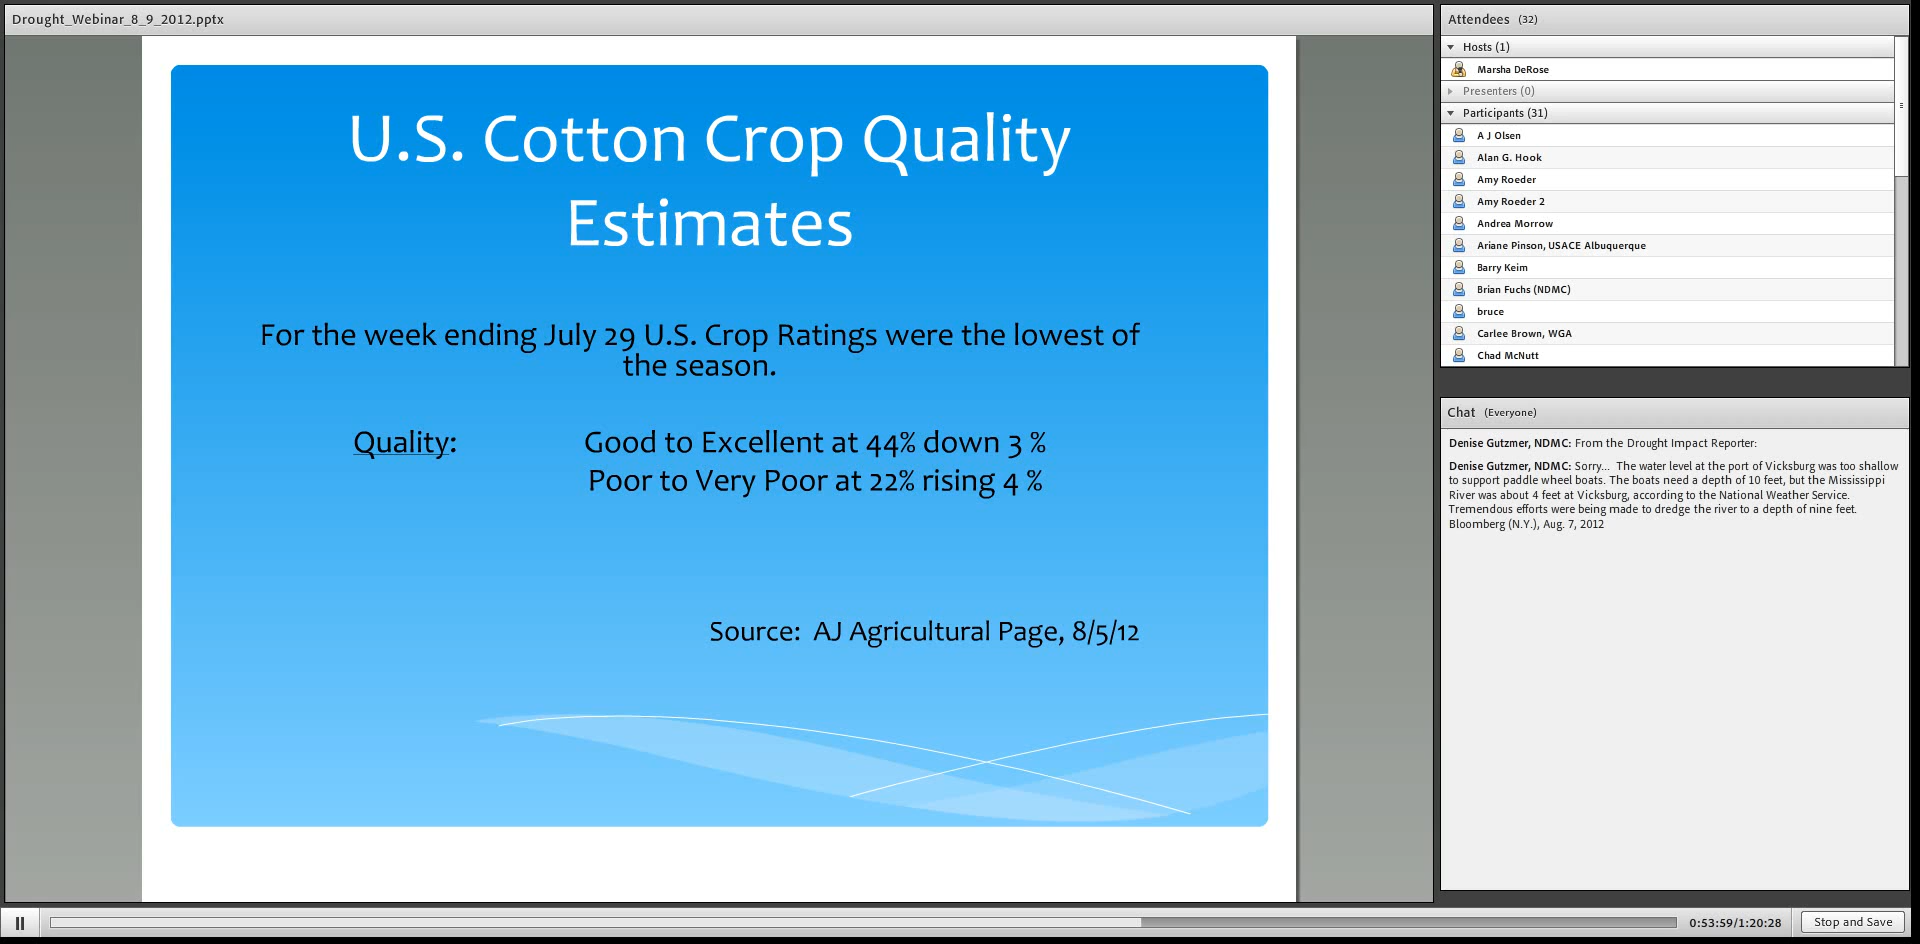 Drought_Webinar_8_9_2012.pptx
U.S. Cotton Crop Quality
Estimates
For the week ending July 29 U.S. Crop Ratings were the lowest of
the season.
Quality: Good to Excellent at 44% down 3 %
Poor to Very Poor at 22% rising 4 %
Source: AJ Agricultural Page, 8/5/12
Attendees (32)
Hosts (1)
Marsha DeRose
Presenters (0)
Participants (31)
A J Olsen
Alan G. Hook
Amy Roeder
Amy Roeder 2
Andrea Morrow
Ariane Pinson, USACE Albuquerque
Barry Keim
Brian Fuchs (NDMC)
bruce
Carlee Brown, WGA
Chad McNutt
Chat (Everyone)
Denise Gutzmer, NDMC: From the Drought Impact Reporter:
Denise Gutzmer, NDMC: Sorry... The water level at the port of Vicksburg was too shallow
to support paddle wheel boats. The boats need a depth of 10 feet, but the Mississippi
River was about 4 feet at Vicksburg, according to the National Weather Service.
Tremendous efforts were being made to dredge the river to a depth of nine feet.
Bloomberg (N.Y.), Aug. 7, 2012
0:53:59/1:20:28
Stop and Save